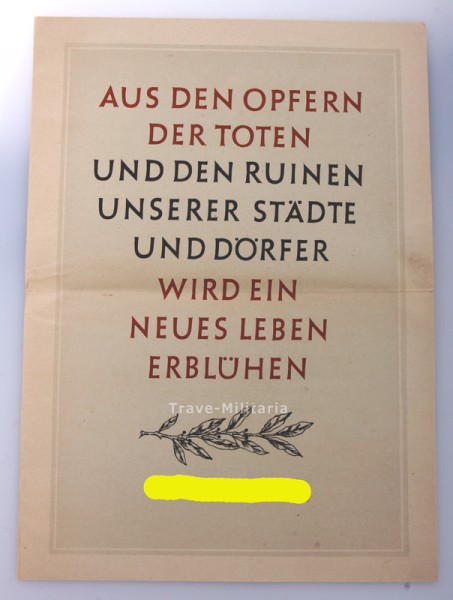 AUS DEN OPFERN
DER TOTEN
UND DEN RUINEN
UNSERER STÄDTE
UND DÖRFER
WIRD EIN
NEUES LEBEN
ERBLÜHEN
Trave-Militaria